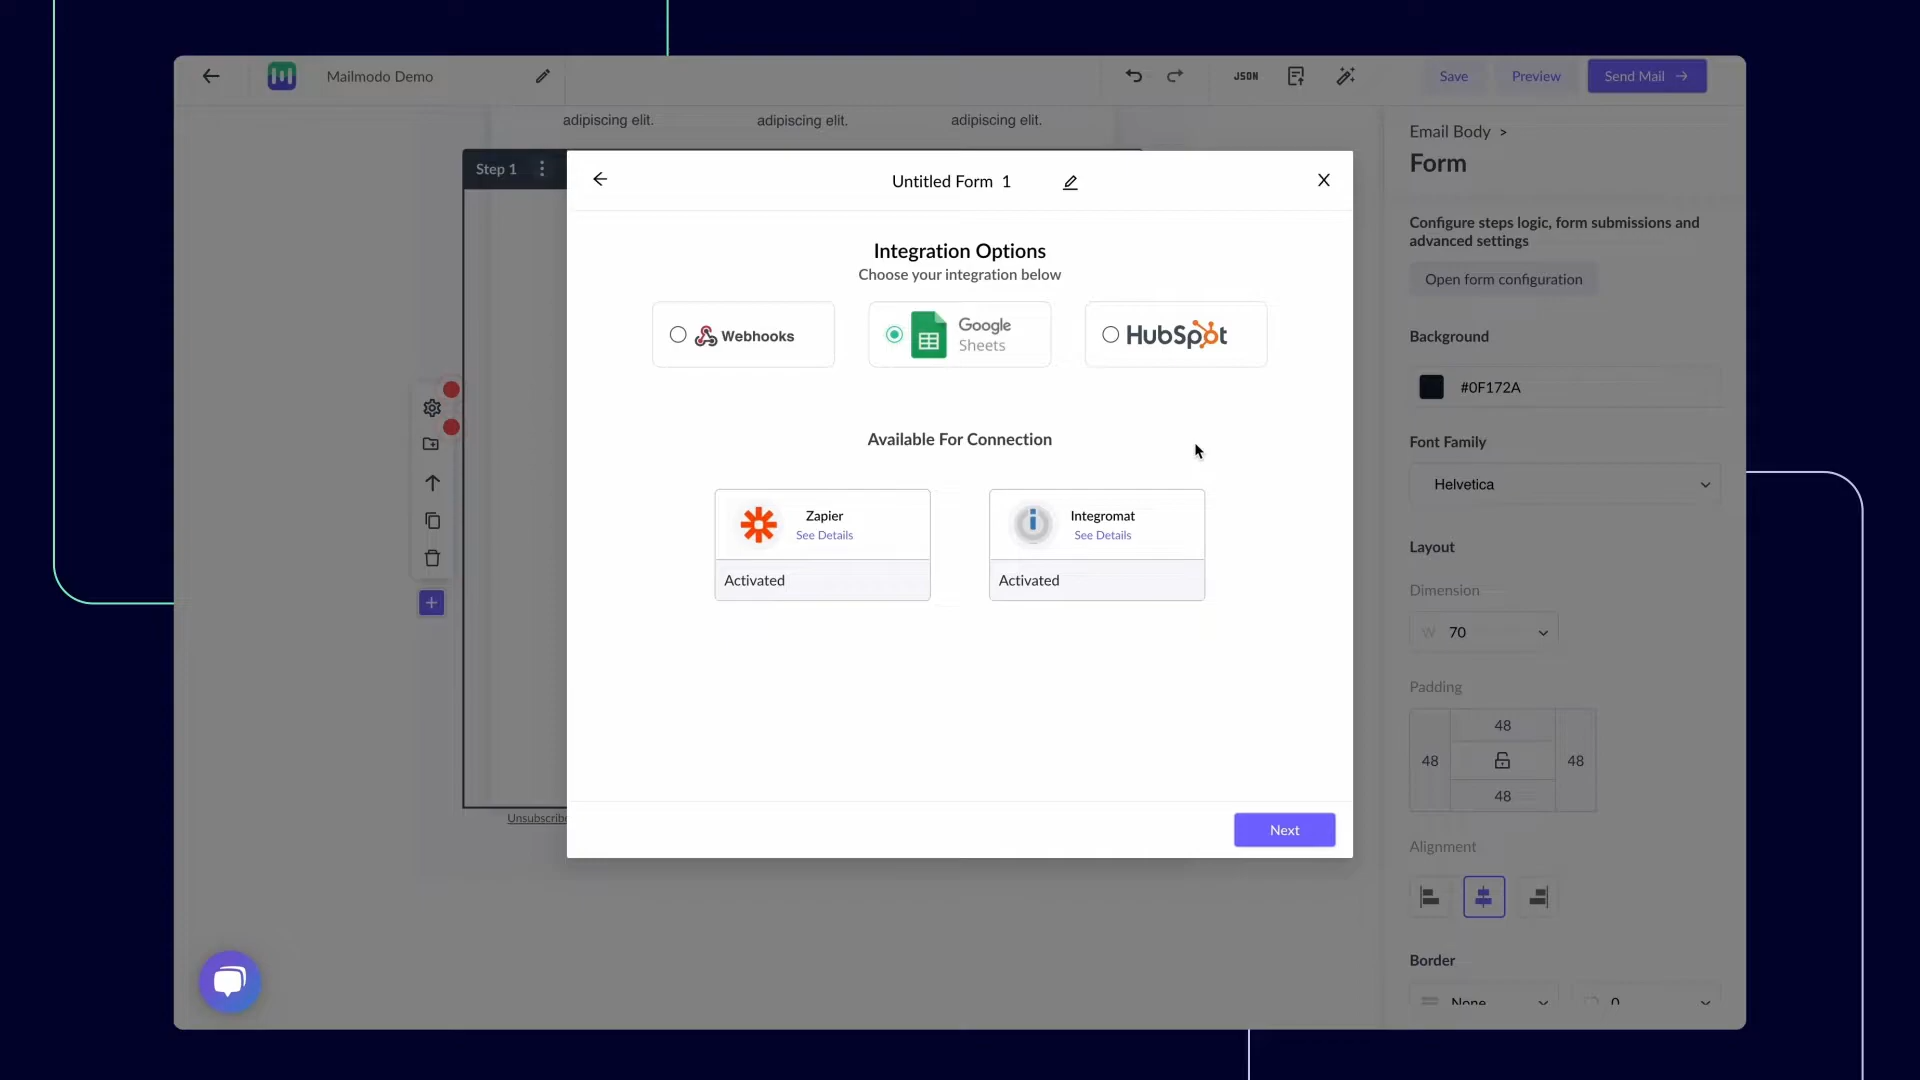 Mailmodo Demo
JSON
Save
Preview
Send Mail
adipiscing elit.
adipiscing elit.
adipiscing elit.
Step 1
Untitled Form 1
X
Integration Options
Choose your integration below
Webhooks
Google
Sheets
HubSpot
Available For Connection
Zapier
See Details
Activated
Integromat
See Details
Activated
Next
Unsubscribe
Email Body >
Form
Configure steps logic, form submissions and
advanced settings
Open form configuration
Background
#0F172A
Font Family
Helvetica
Layout
Dimension
W 70
Padding
48
48
48
48
Alignment
Border
None
0